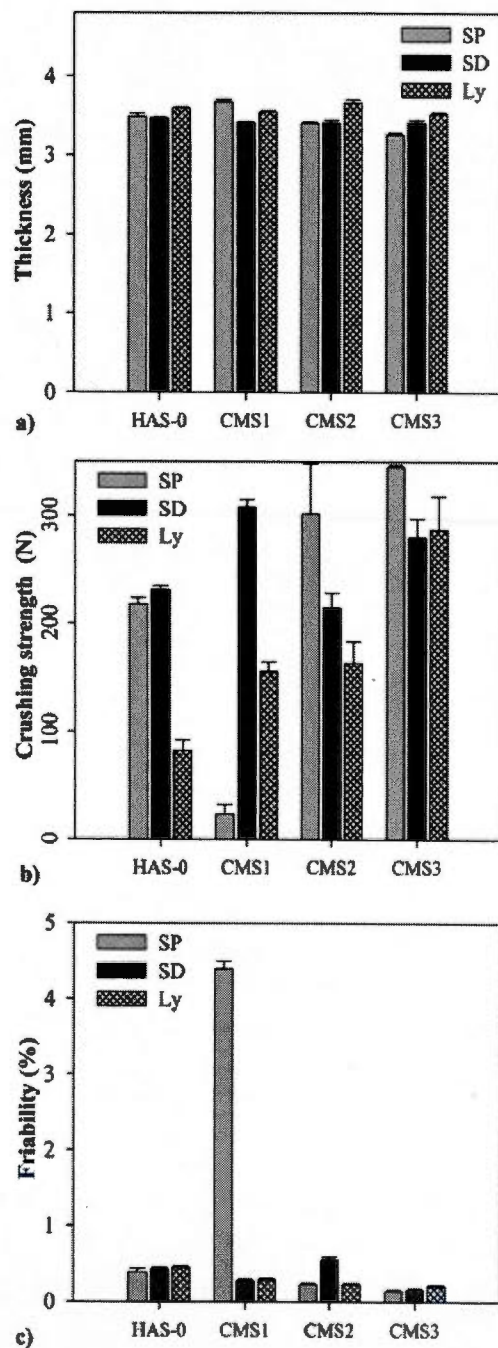 SP
SD
Ly
4
3
2
1
0
Thickness (mm)
HAS-0 CMS1 CMS2 CMS3
a)
SP
SD
Ly
300
200
100
0
Crushing strength (N)
HAS-0 CMS1 CMS2 CMS3
b)
SP
SD
Ly
5
4
3
2
1
0
Friability (%)
HAS-0 CMS1 CMS2 CMS3
c)